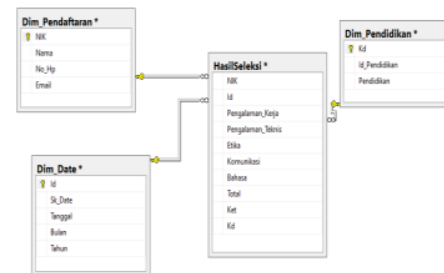 Dim_Pendaftaran *
NIK
Nama
No_Hp
Email
HasilSeleksi *
NIK
Id
Pengalaman_Kerja
Pengalaman_Teknis
Etika
Komunikasi
Bahasa
Total
Ket
Kd
Dim_Pendidikan *
Kd
Id_Pendidikan
Pendidikan
Dim_Date *
Id
Sk_Date
Tanggal
Bulan
Tahun